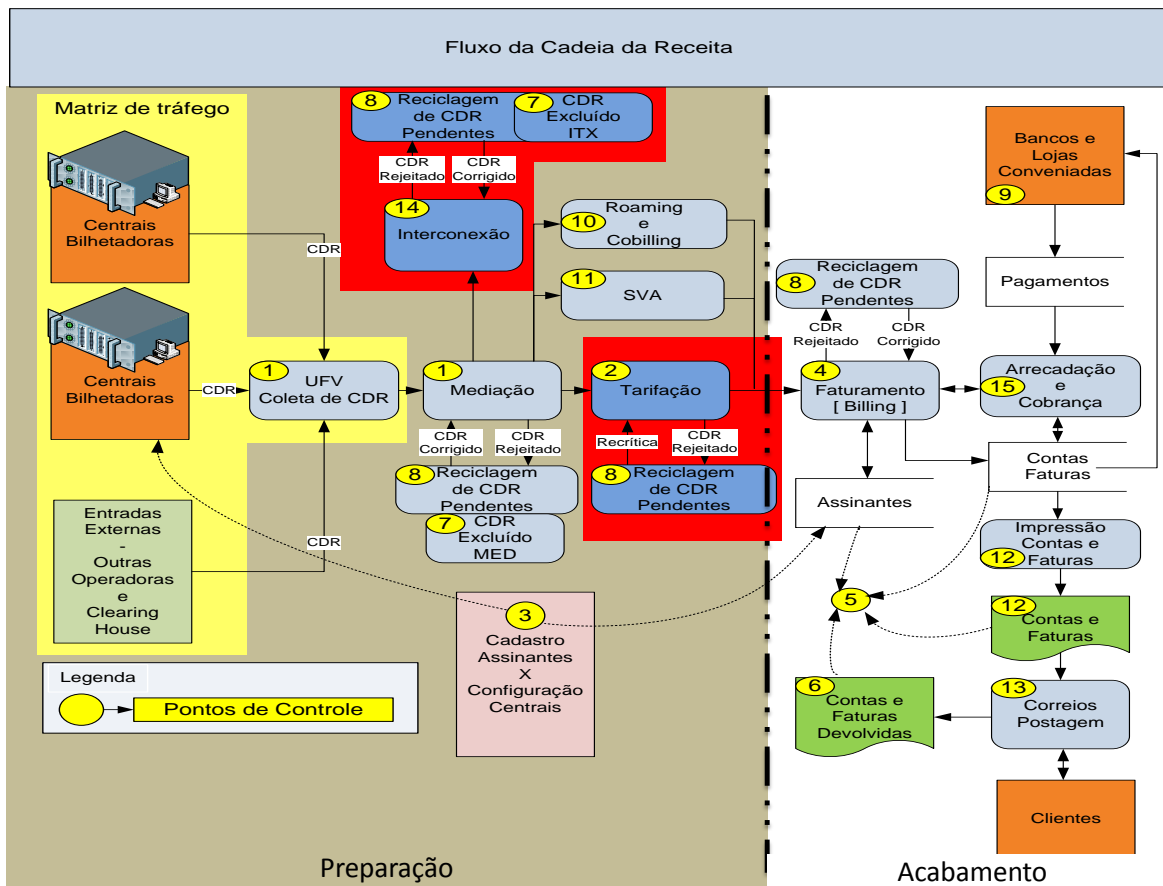 Fluxo da Cadeia da Receita
Matriz de tráfego
Centrais
Bilhetadoras
CDR
Centrais
Bilhetadoras
CDR
Entradas
Externas
-
Outras
Operadoras
e
Clearing
House
CDR
1
UFV
Coleta de CDR
8
Reciclagem
de CDR
Pendentes
7
CDR
Excluído
ITX
CDR
Rejeitado
CDR
Corrigido
14
Interconexão
10
Roaming
e
Cobilling
11
SVA
1
Mediação
CDR
Corrigido
CDR
Rejeitado
8
Reciclagem
de CDR
Pendentes
7
CDR
Excluído
MED
2
Tarifação
Recrítica
CDR
Rejeitado
8
Reciclagem
de CDR
Pendentes
3
Cadastro
Assinantes
X
Configuração
Centrais
Legenda
Pontos de Controle
Preparação
8
Reciclagem
de CDR
Pendentes
CDR
Rejeitado
CDR
Corrigido
4
Faturamento
[ Billing ]
Assinantes
5
6
Contas e
Faturas
Devolvidas
Bancos e
Lojas
Conveniadas
9
Pagamentos
Arrecadação
e
15
Cobrança
Contas
Faturas
Impressão
Contas e
12
Faturas
12
Contas e
Faturas
13
Correios
Postagem
Clientes
Acabamento